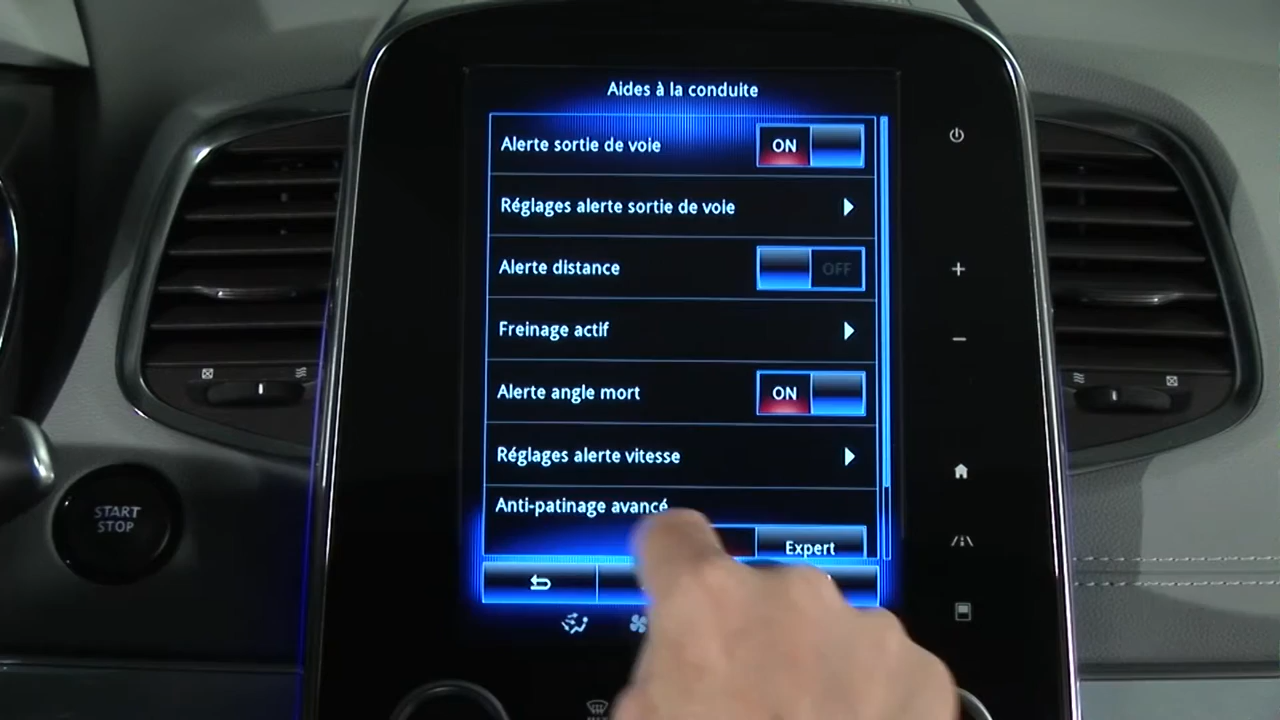 Aides à la conduite
Alerte sortie de voie
ON
Réglages alerte sortie de voie
Alerte distance
OFF
Freinage actif
Alerte angle mort
ON
Réglages alerte vitesse
Anti-patinage avancé
Expert
START
STOP